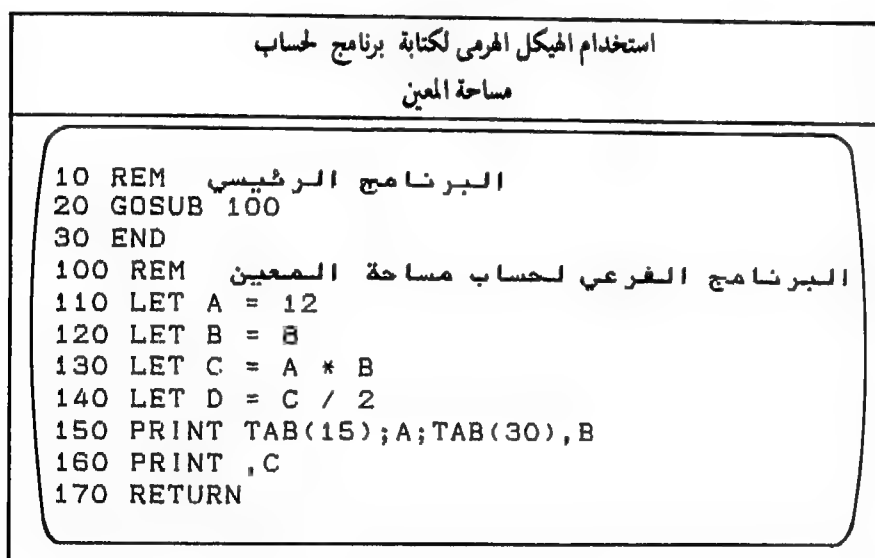 استخدام الهيكل الهرمى لكتابة برنامج لحساب
مساحة المعين
10 REM البرنامج الرئيسي
20 GOSUB 100
30 END
100 REM البرنامج الفرعي لحساب مساحة المعين
110 LET A = 12
120 LET B = 8
130 LET C = A * B
140 LET D = C / 2
150 PRINT TAB(15);A;TAB(30),B
160 PRINT ,C
170 RETURN